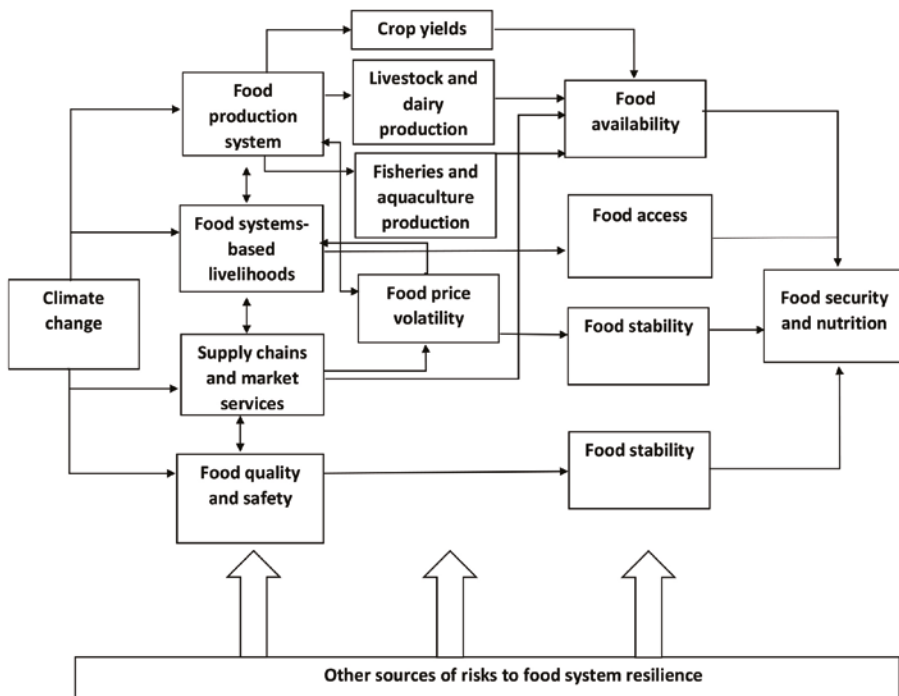 Crop yields
Food
production
system
Livestock and
dairy
production
Food
availability
Fisheries and
aquaculture
production
Food systems-
based
livelihoods
Food access
Climate
change
Food price
volatility
Food stability
Food security
and nutrition
Supply chains
and market
services
Food quality
and safety
Food stability
Other sources of risks to food system resilience